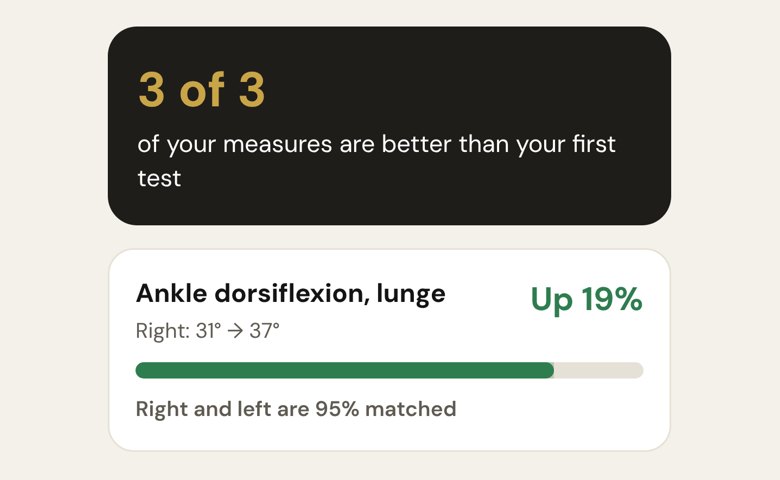 3 of 3
of your measures are better than your first
test
Ankle dorsiflexion, lunge
Up 19%
Right: 31° → 37°
Right and left are 95% matched